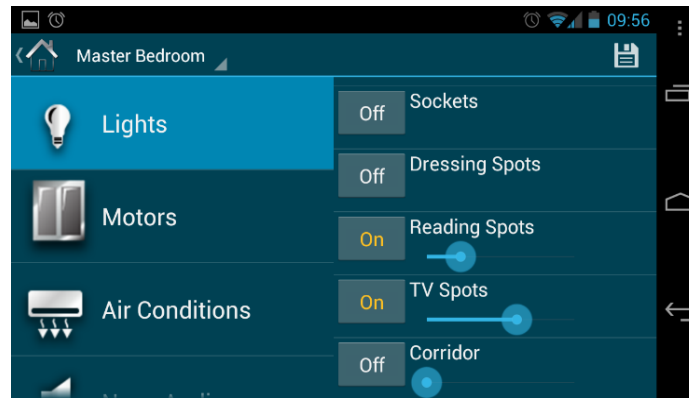 09:56
Master Bedroom
Lights
Motors
Air Conditions
Off
Sockets
Off
Dressing Spots
On
Reading Spots
On
TV Spots
Off
Corridor